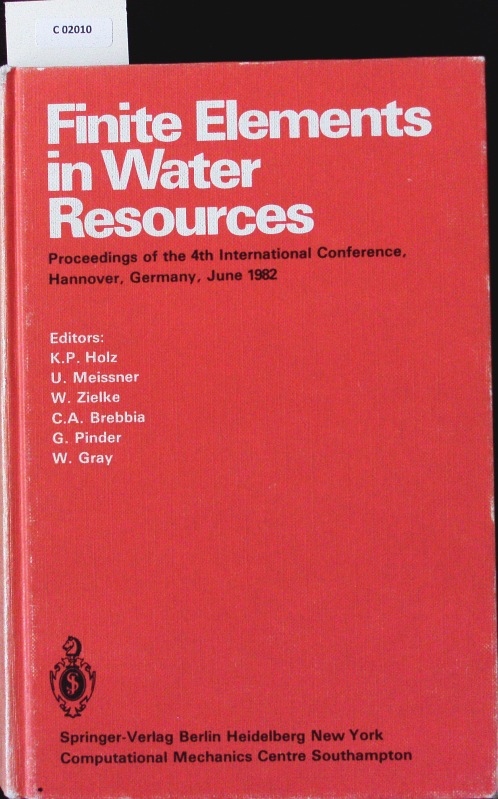 C 02010
Finite Elements
in Water
Resources
Proceedings of the 4th International Conference,
Hannover, Germany, June 1982
Editors:
K.P. Holz
U. Meissner
W. Zielke
C.A. Brebbia
G. Pinder
W. Gray
S
Springer-Verlag Berlin Heidelberg New York
Computational Mechanics Centre Southampton